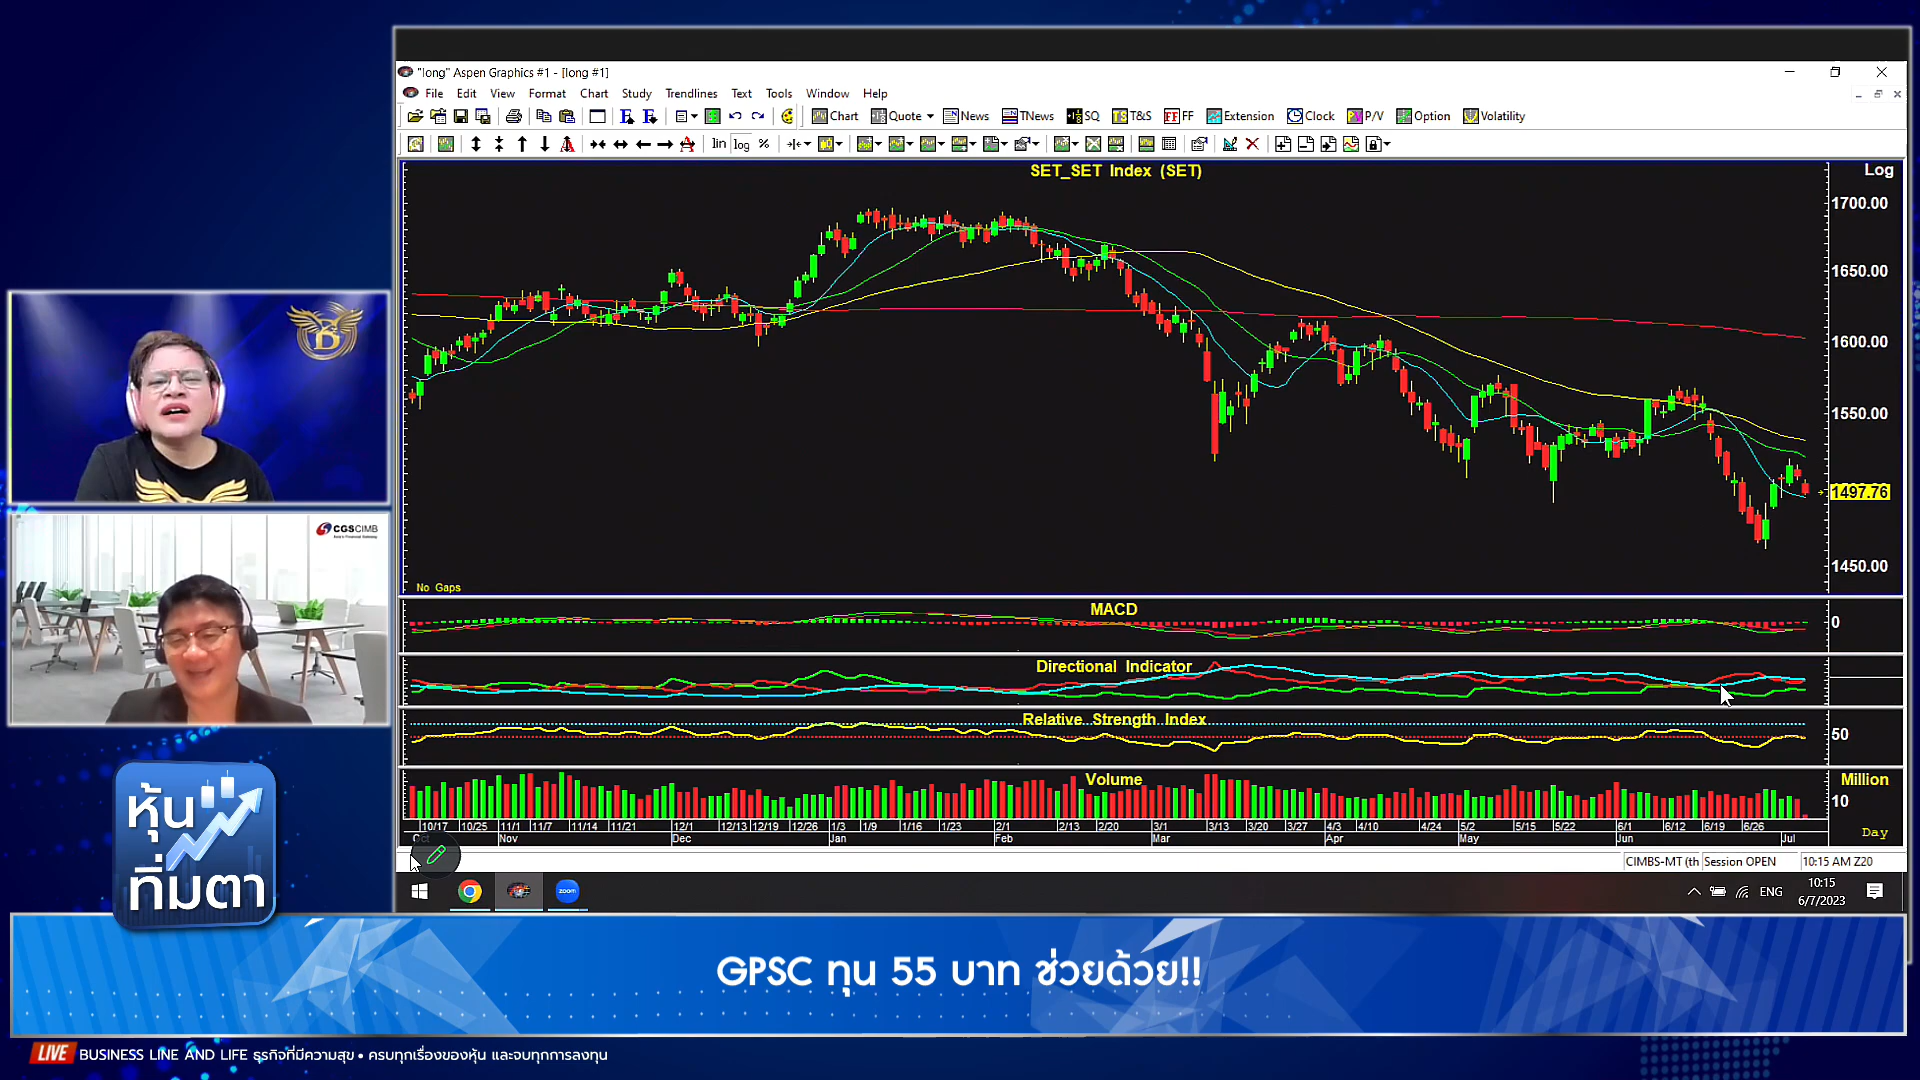 "long" Aspen Graphics #1 - [long #1]
File Edit View Format Chart Study Trendlines Text Tools Window Help
Chart Quote News TNews SQ T&S FF Extension Clock P/V Option Volatility
lin log %
SET_SET Index (SET)
Log
1700.00
1650.00
1600.00
1550.00
1497.76
1450.00
No Gaps
MACD
0
Directional Indicator
Relative Strength Index
50
Volume
Million
10
10/17 10/25 11/1 11/7 11/14 11/21 12/1 12/13 12/19 12/26 1/3 1/9 1/16 1/23 2/1 2/13 2/20 3/1 3/13 3/20 3/27 4/3 4/10 4/24 5/2 5/15 5/22 6/1 6/12 6/19 6/26
Oct Nov Dec Jan Feb Mar Apr May Jun Jul
Day
CIMBS-MT (th Session OPEN 10:15 AM Z20
zoom
ENG
10:15
6/7/2023
B
CGS CIMB
หุ้น
ทิ่มตา
GPSC ทุน 55 บาท ช่วยด้วย!!
LIVE BUSINESS LINE AND LIFE ธุรกิจที่มีความสุข • ครบทุกเรื่องของหุ้น และจบทุกการลงทุน